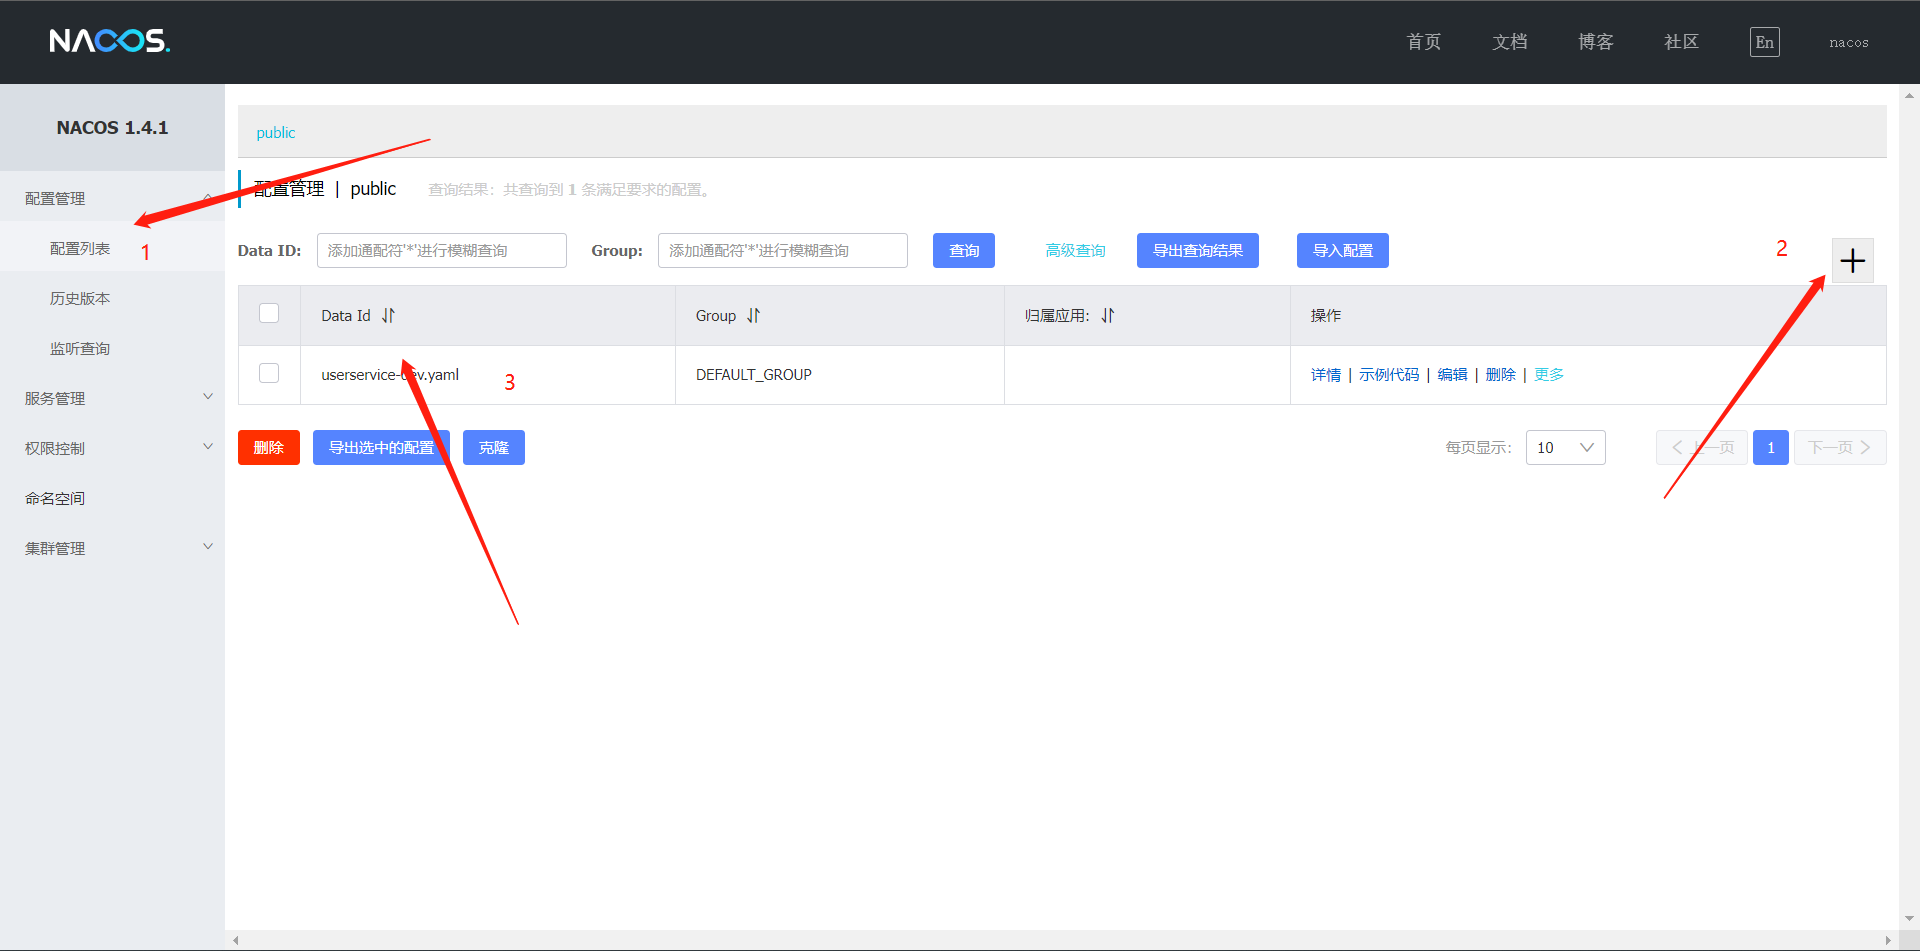 NACOS.
首页 文档 博客 社区 En nacos
NACOS 1.4.1
配置管理
配置列表 1
历史版本
监听查询
服务管理
权限控制
命名空间
集群管理
public
配置管理 | public 查询结果：共查询到 1 条满足要求的配置。
Data ID: 添加通配符'*'进行模糊查询 Group: 添加通配符'*'进行模糊查询 查询 高级查询 导出查询结果 导入配置 2 +
Data Id Group 归属应用: 操作
userservice-dev.yaml 3 DEFAULT_GROUP 详情 | 示例代码 | 编辑 | 删除 | 更多
删除 导出选中的配置 克隆 每页显示: 10 上一页 1 下一页